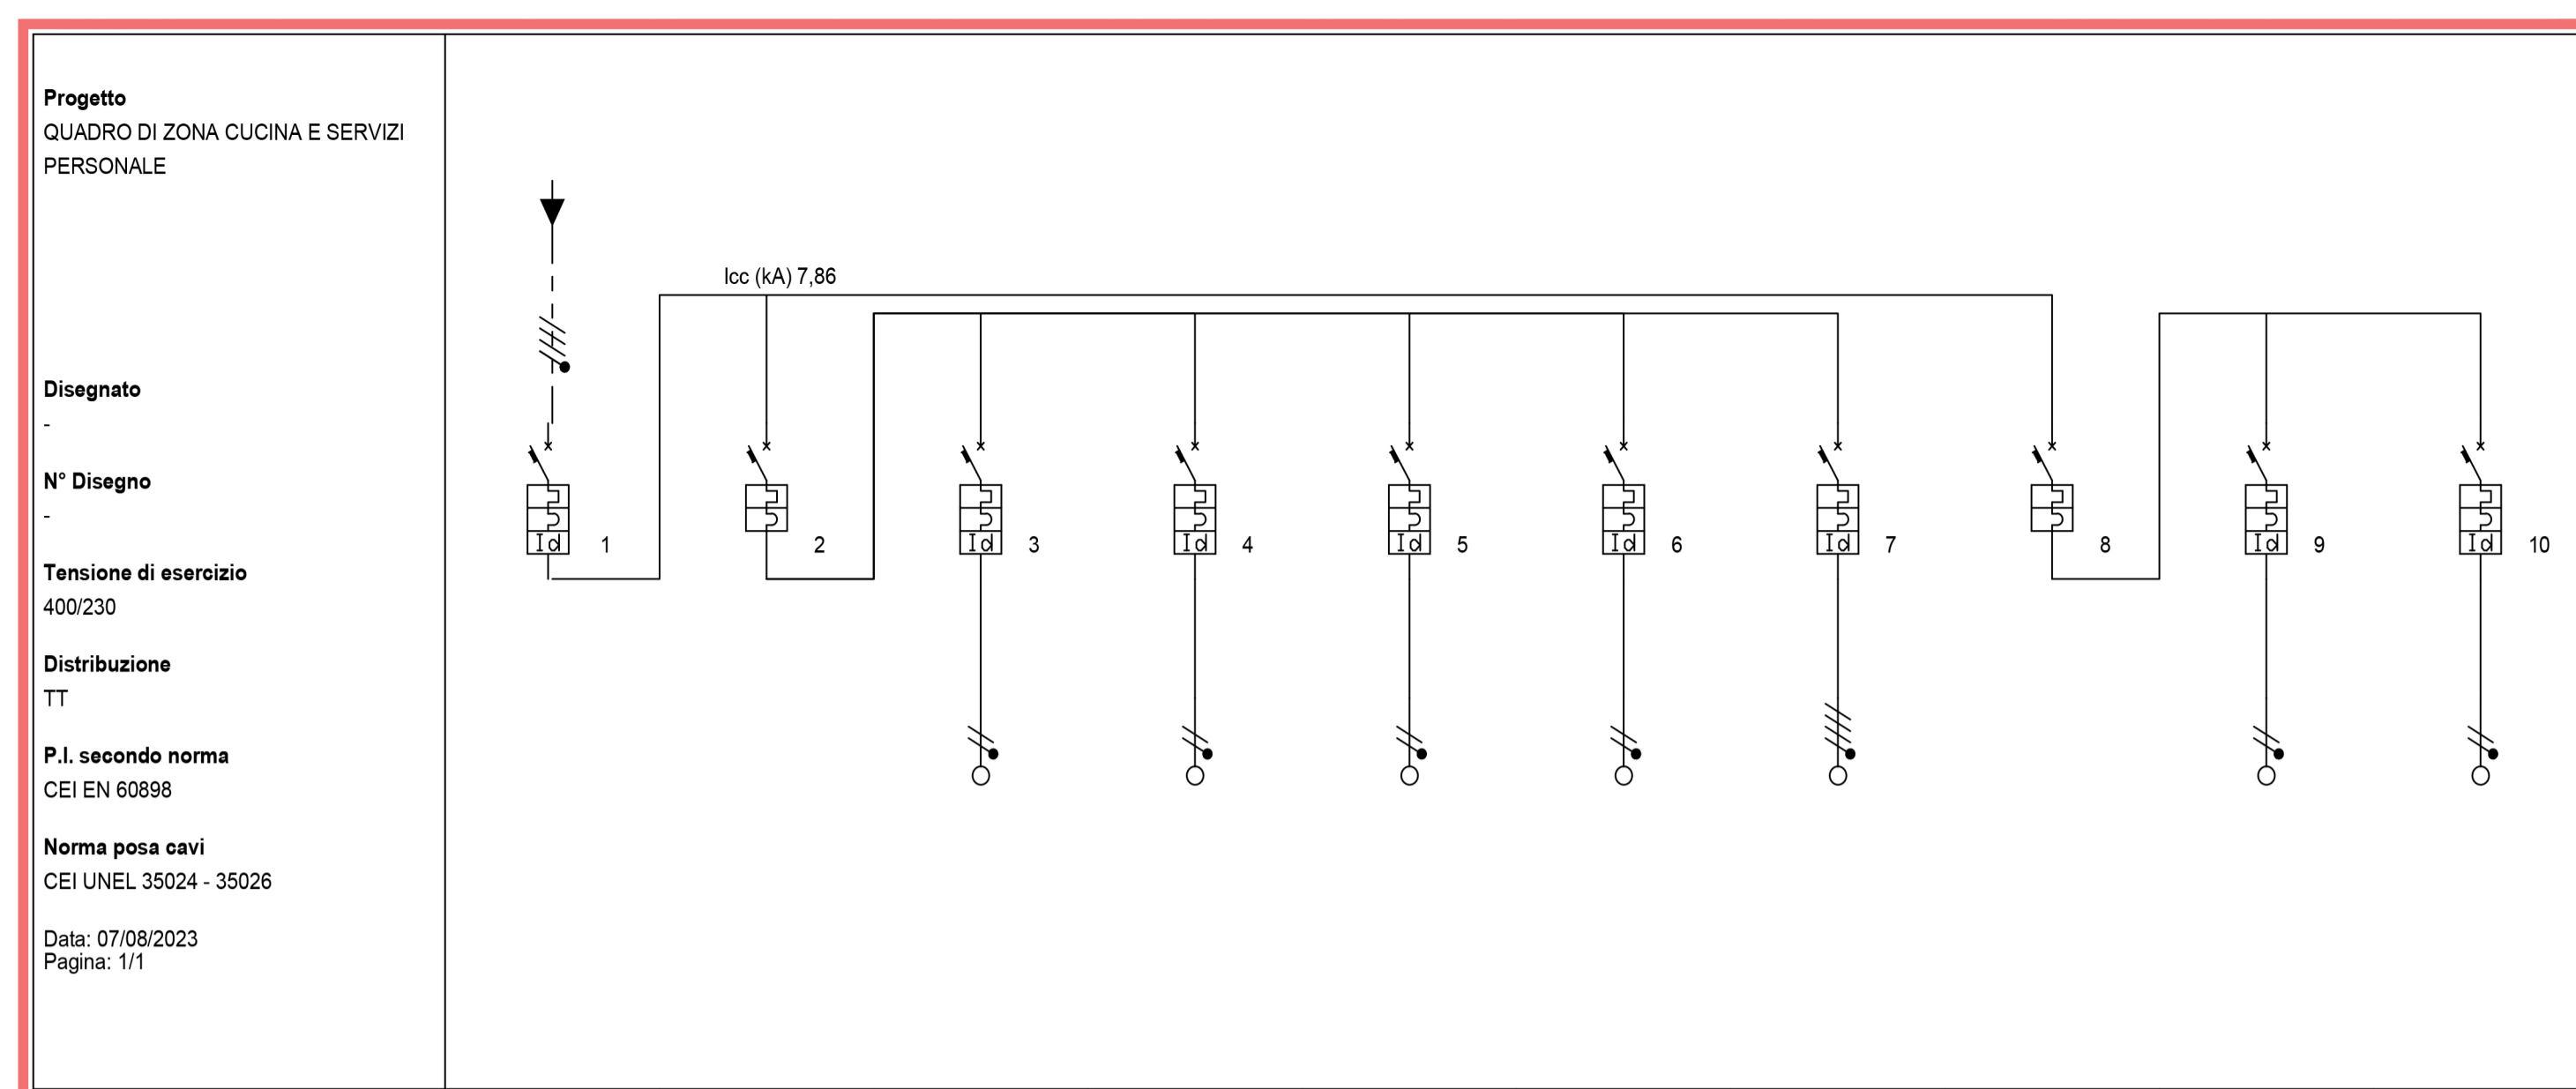 Progetto
QUADRO DI ZONA CUCINA E SERVIZI
PERSONALE
Disegnato
-
N° Disegno
-
Tensione di esercizio
400/230
Distribuzione
TT
P.I. secondo norma
CEI EN 60898
Norma posa cavi
CEI UNEL 35024 - 35026
Data: 07/08/2023
Pagina: 1/1
Icc (kA) 7,86
Id 1
2
Id 3
Id 4
Id 5
Id 6
Id 7
8
Id 9
Id 10